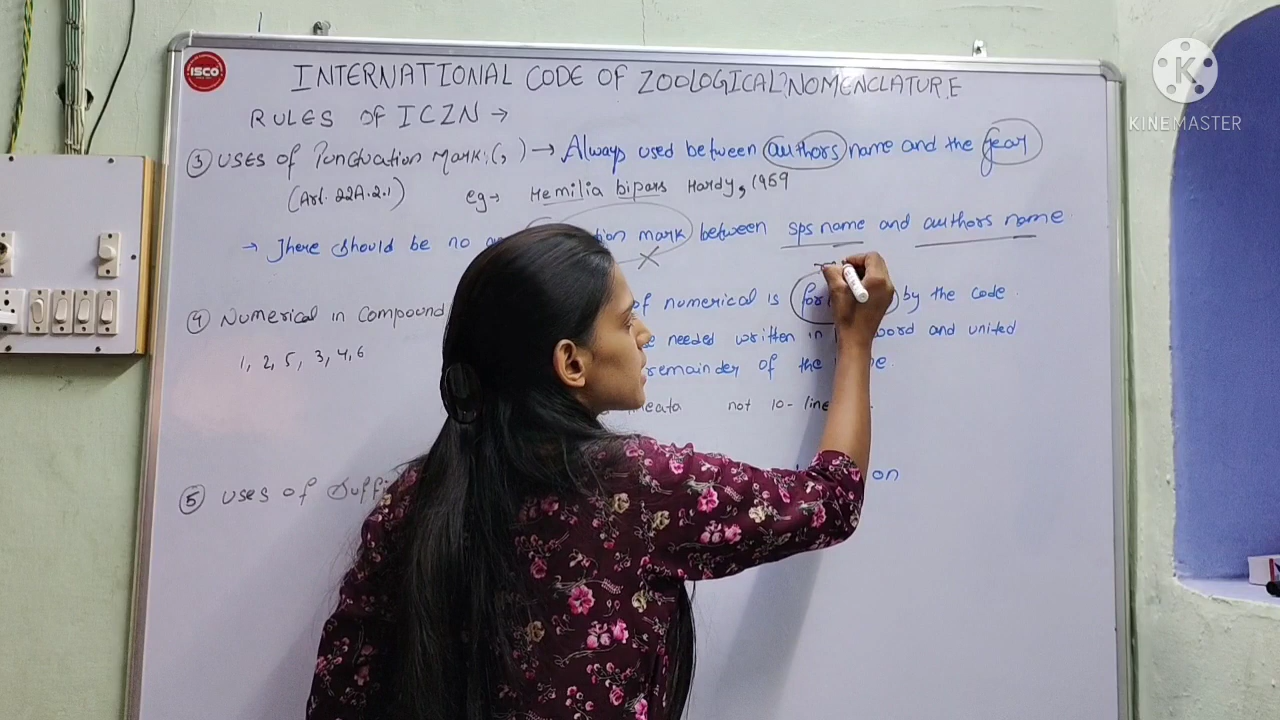 ISCO
INTERNATIONAL CODE OF ZOOLOGICAL NOMENCLATURE
KINEMASTER
RULES OF ICZN →
③ USES OF Punctuation Mark:(, ) → Always used between authors name and the year
(Art. 22A.2.1) eg→ Hemilia bipars Hardy, 1969
→ There should be no mark between sps name and authors name
④ Numerical in compound of numerical is by the code.
1, 2, 5, 3, 4, 6 needed written in word and united
remainder of the
not 10-
⑤ USES OF on